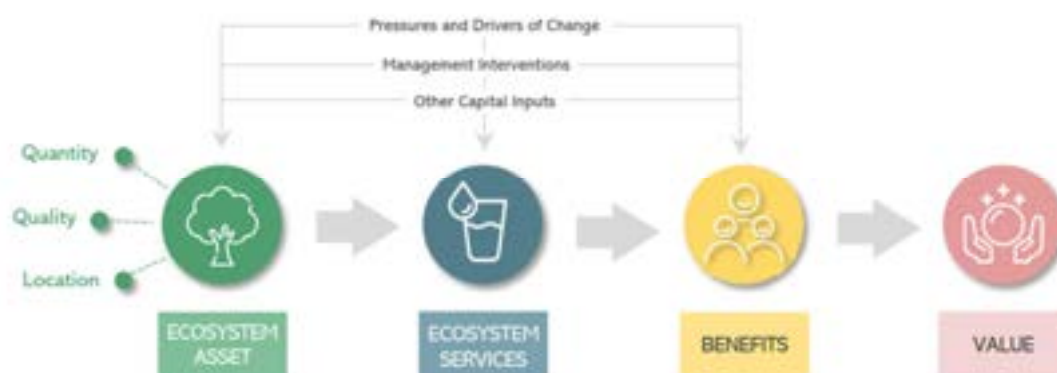 Pressures and Drivers of Change
Management Interventions
Other Capital Inputs
Quantity
Quality
Location
ECOSYSTEM
ASSET
ECOSYSTEM
SERVICES
BENEFITS
VALUE